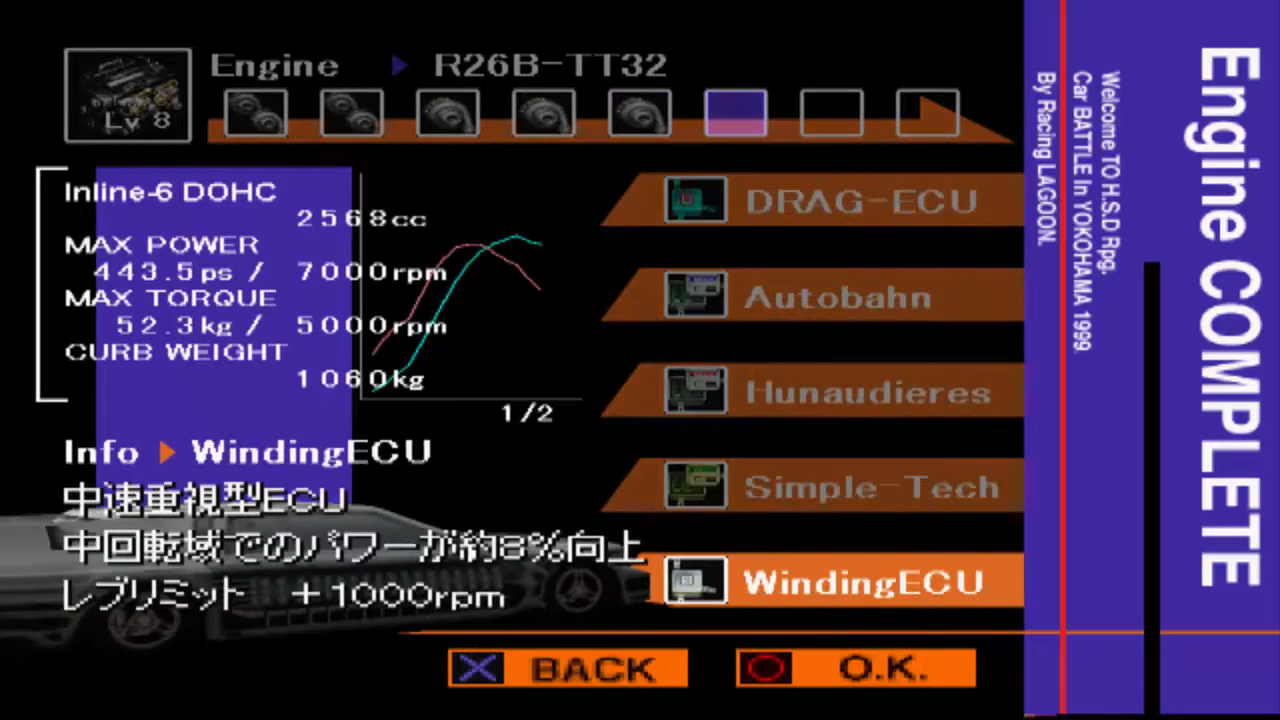 Engine ▶ R26B-TT32
Lv 8
Inline-6 DOHC
2568cc
MAX POWER
443.5ps / 7000rpm
MAX TORQUE
52.3kg / 5000rpm
CURB WEIGHT
1060kg
1/2
Info ▶ WindingECU
中速重視型ECU
中回転域でのパワーが約8%向上
レブリミット ＋1000rpm
DRAG-ECU
Autobahn
Hunaudieres
Simple-Tech
WindingECU
BACK
O.K.
Engine COMPLETE
Welcome TO H.S.D Rpg.
Car BATTLE In YOKOHAMA 1999.
By Racing LAGOON.